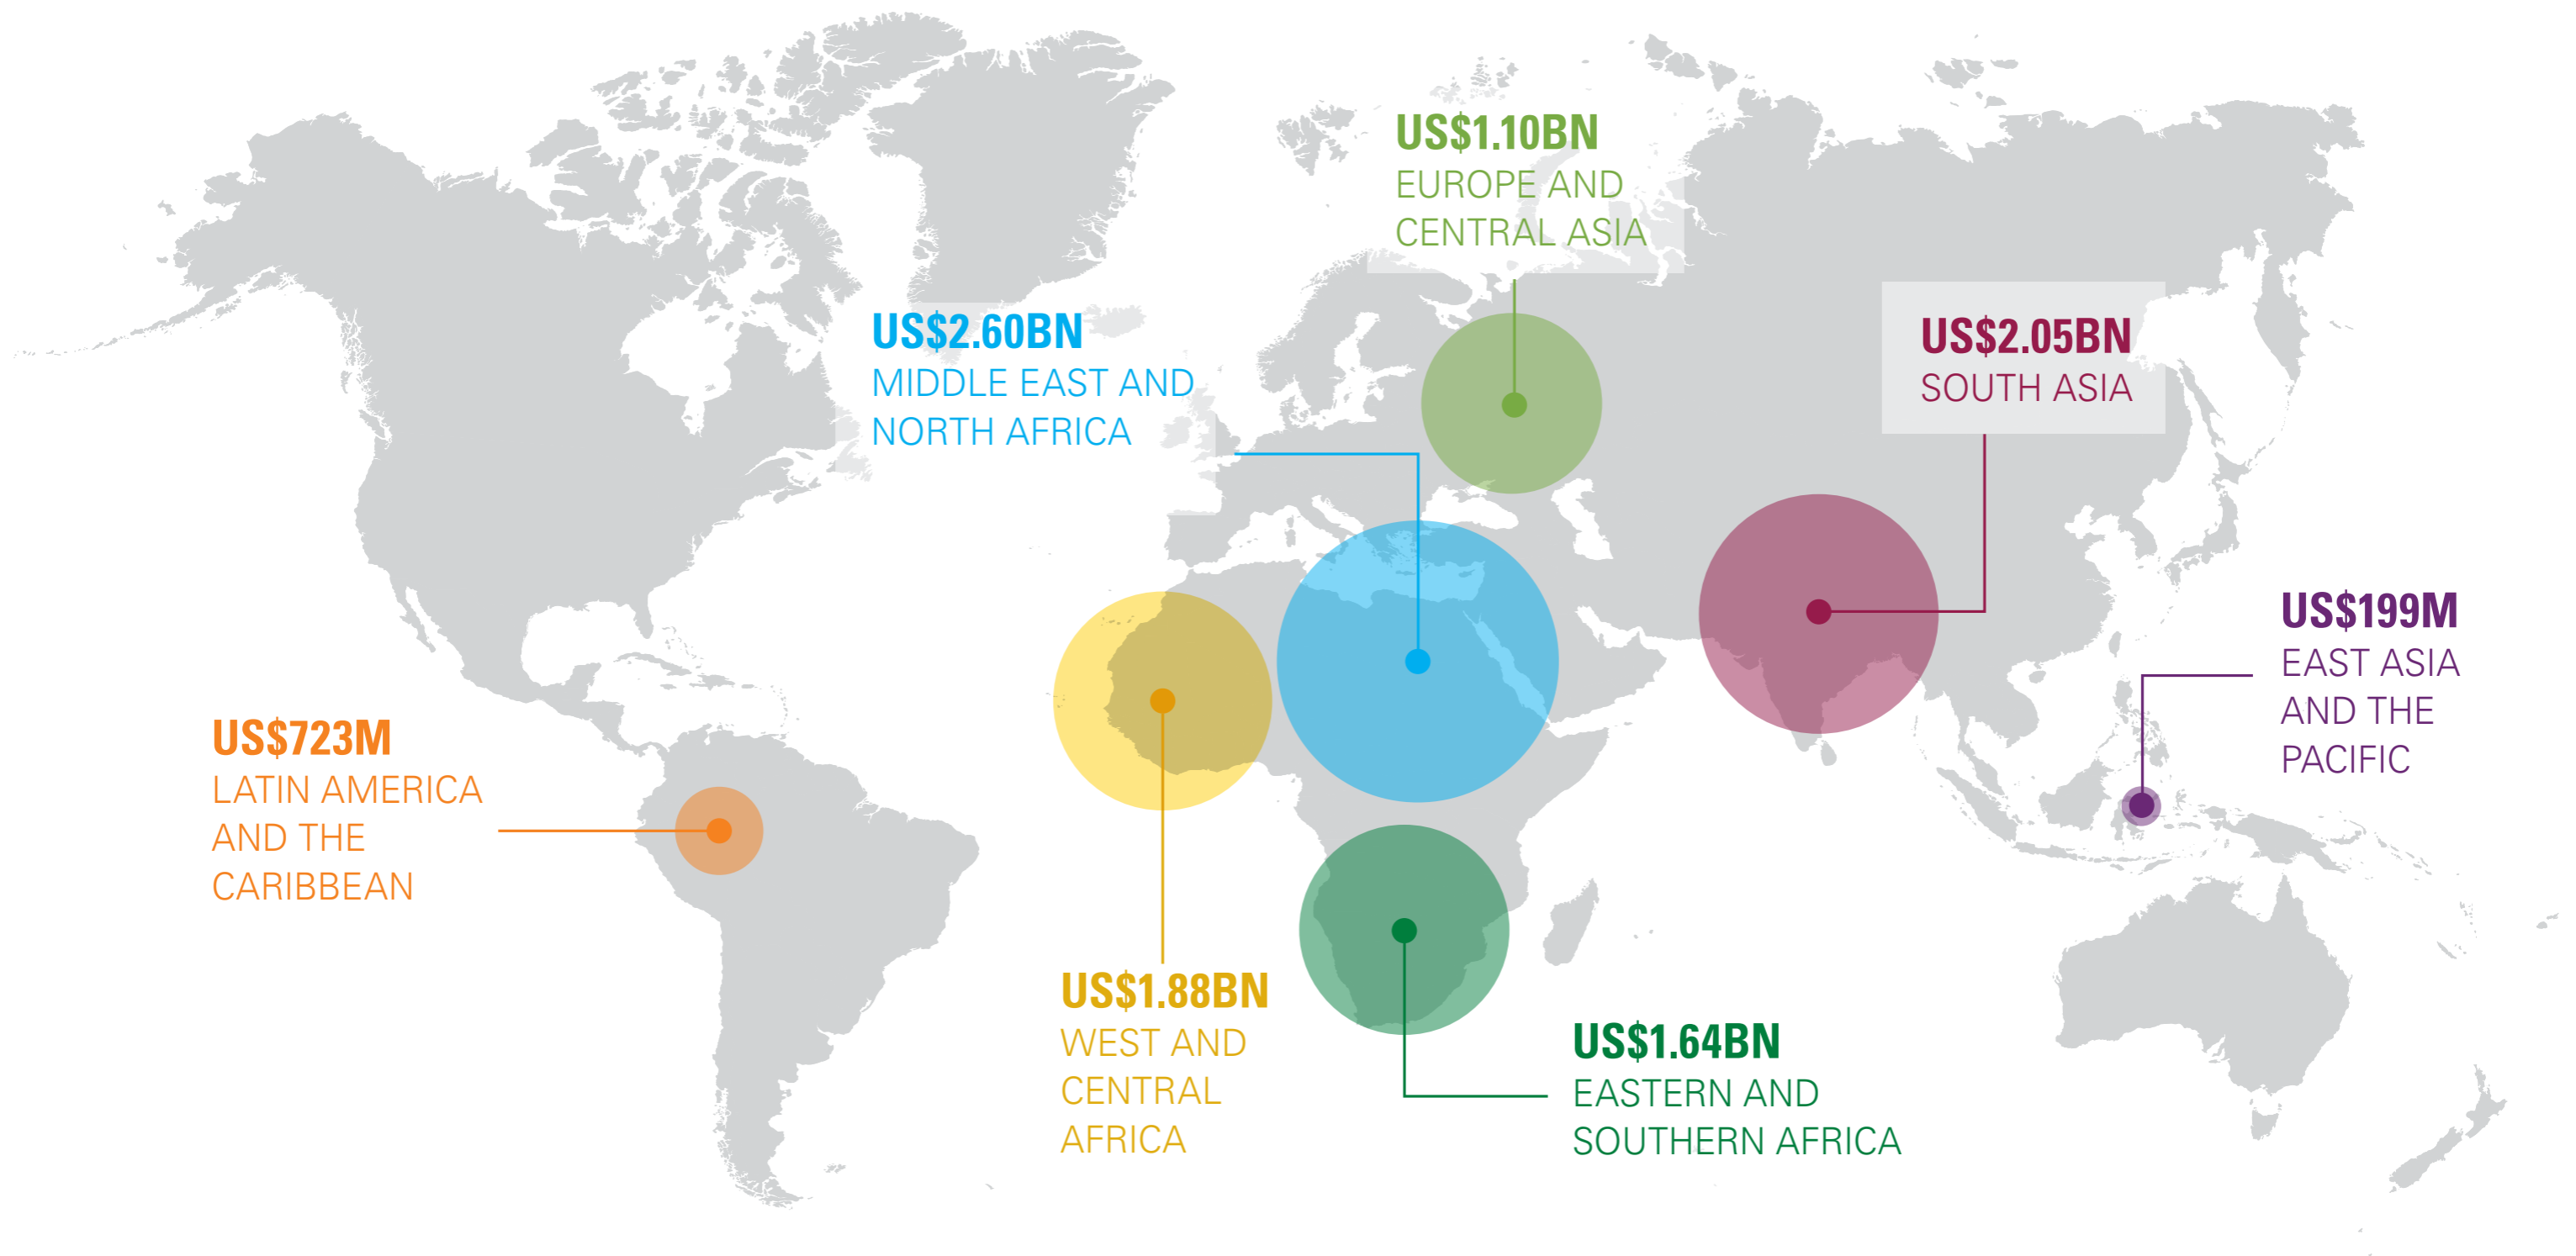 US$1.10BN
EUROPE AND
CENTRAL ASIA
US$2.60BN
MIDDLE EAST AND
NORTH AFRICA
US$2.05BN
SOUTH ASIA
US$199M
EAST ASIA
AND THE
PACIFIC
US$723M
LATIN AMERICA
AND THE
CARIBBEAN
US$1.88BN
WEST AND
CENTRAL
AFRICA
US$1.64BN
EASTERN AND
SOUTHERN AFRICA